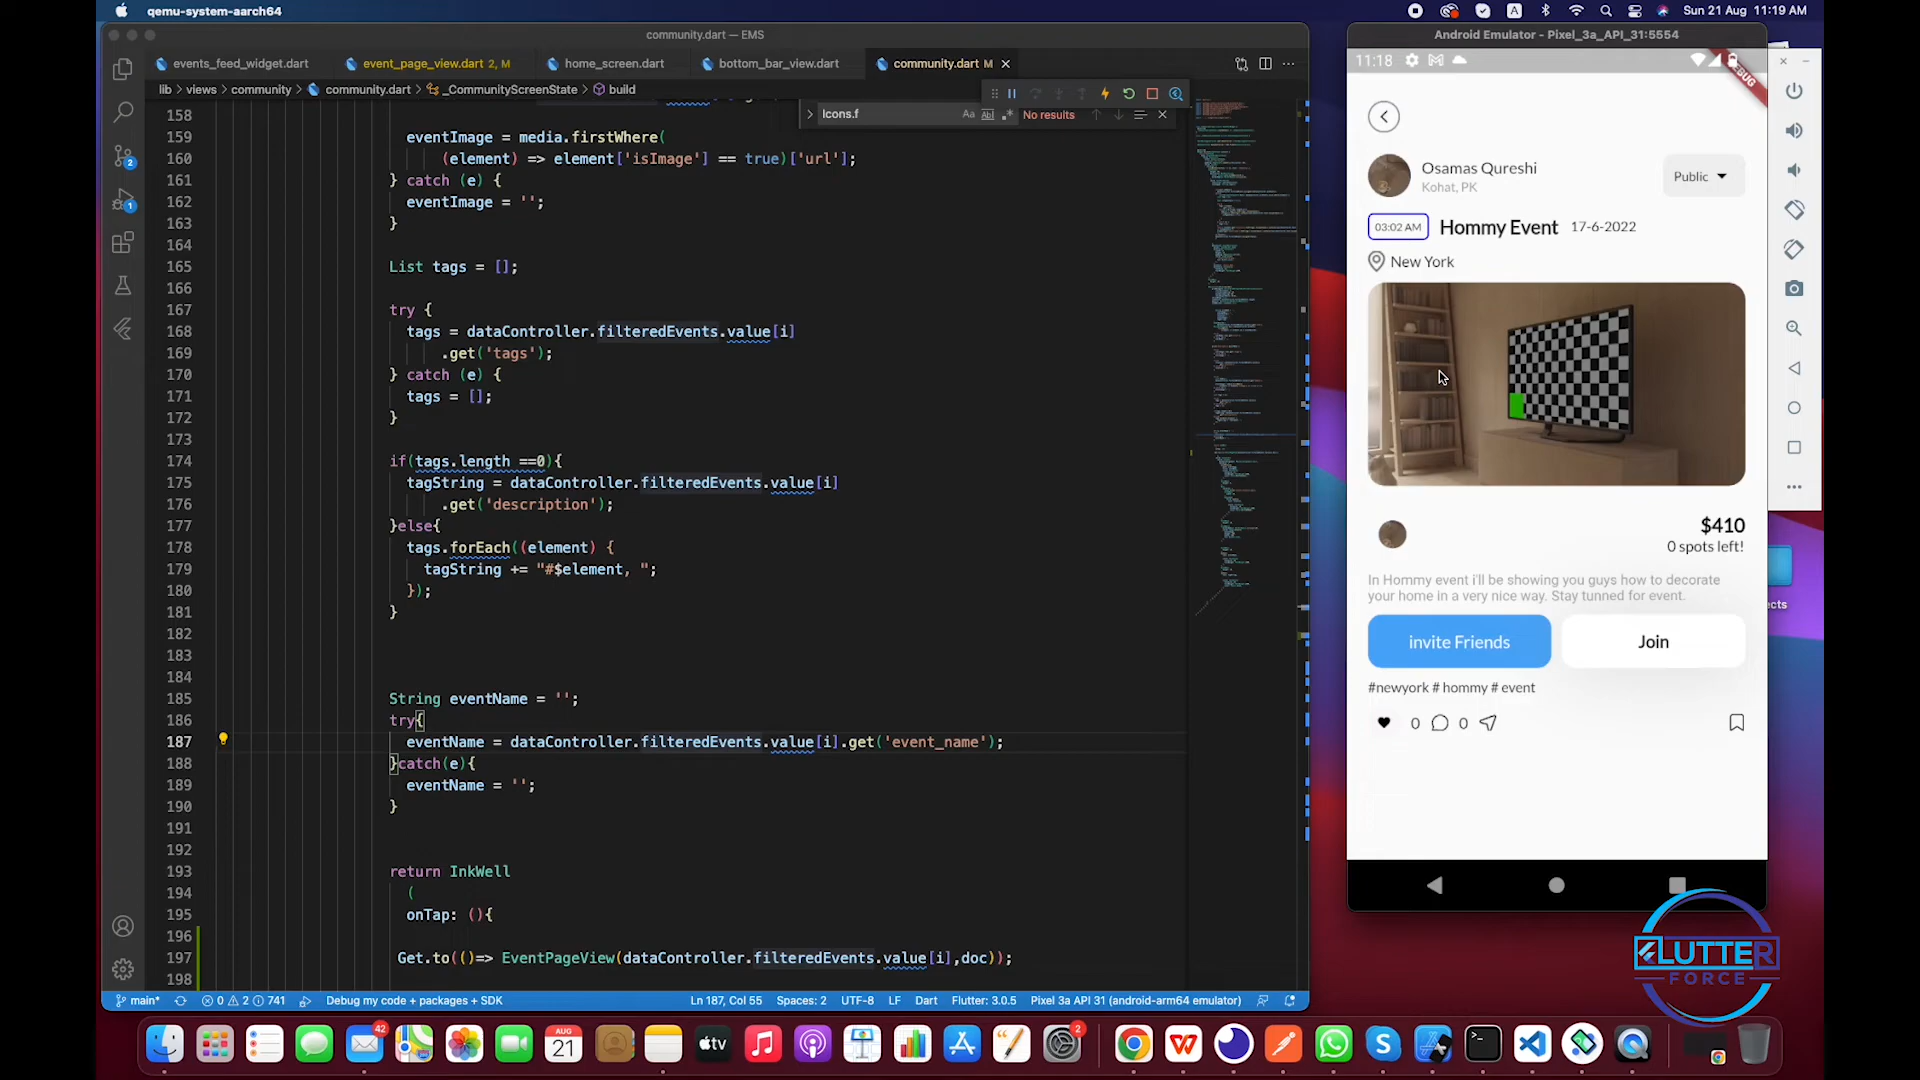 qemu-system-aarch64
Sun 21 Aug 11:19 AM
community.dart — EMS
events_feed_widget.dart
event_page_view.dart 2, M
home_screen.dart
bottom_bar_view.dart
community.dart M
lib > views > community > community.dart > _CommunityScreenState > build
Icons.f
Aa
No results
158
159 eventImage = media.firstWhere(
160 (element) => element['isImage'] == true)['url'];
161 } catch (e) {
162 eventImage = '';
163 }
164
165 List tags = [];
166
167 try {
168 tags = dataController.filteredEvents.value[i]
169 .get('tags');
170 } catch (e) {
171 tags = [];
172 }
173
174 if(tags.length ==0){
175 tagString = dataController.filteredEvents.value[i]
176 .get('description');
177 }else{
178 tags.forEach((element) {
179 tagString += "#$element, ";
180 });
181 }
182
183
184
185 String eventName = '';
186 try{
187 eventName = dataController.filteredEvents.value[i].get('event_name');
188 }catch(e){
189 eventName = '';
190 }
191
192
193 return InkWell
194 (
195 onTap: (){
196
197 Get.to(()=> EventPageView(dataController.filteredEvents.value[i],doc));
198
main*
0
2
741
Debug my code + packages + SDK
Ln 187, Col 55
Spaces: 2
UTF-8
LF
Dart
Flutter: 3.0.5
Pixel 3a API 31 (android-arm64 emulator)
2
1
Android Emulator - Pixel_3a_API_31:5554
11:18
Osamas Qureshi
Kohat, PK
Public
03:02 AM
Hommy Event
17-6-2022
New York
$410
0 spots left!
In Hommy event i'll be showing you guys how to decorate
your home in a very nice way. Stay tunned for event.
invite Friends
Join
#newyork # hommy # event
0
0
ects
FLUTTER
FORCE
42
AUG
21
tv
2